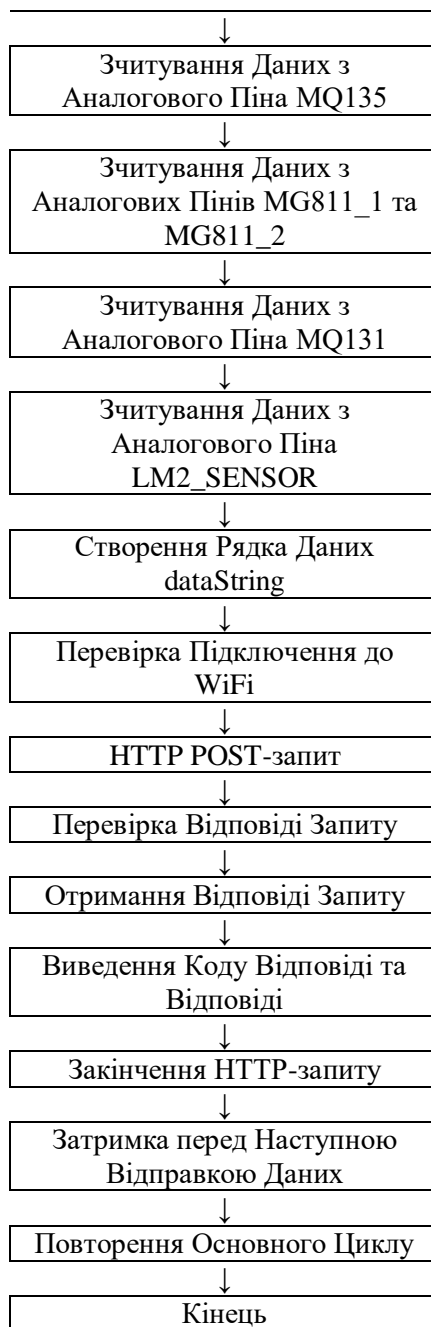 ↓
Зчитування Даних з
Аналогового Піна MQ135
↓
Зчитування Даних з
Аналогових Пінів MG811_1 та
MG811_2
↓
Зчитування Даних з
Аналогового Піна MQ131
↓
Зчитування Даних з
Аналогового Піна
LM2_SENSOR
↓
Створення Рядка Даних
dataString
↓
Перевірка Підключення до
WiFi
↓
HTTP POST-запит
↓
Перевірка Відповіді Запиту
↓
Отримання Відповіді Запиту
↓
Виведення Коду Відповіді та
Відповіді
↓
Закінчення HTTP-запиту
↓
Затримка перед Наступною
Відправкою Даних
↓
Повторення Основного Циклу
↓
Кінець